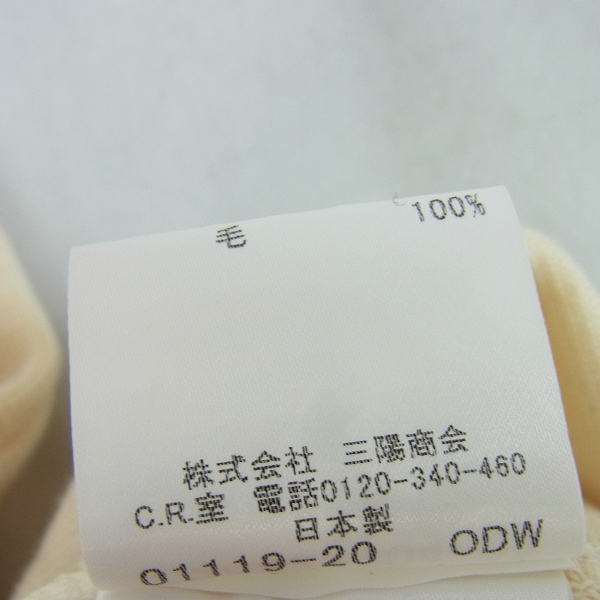 毛 100%
株式会社 三陽商会
C.R.室 電話0120-340-460
日本製
01119-20 ODW